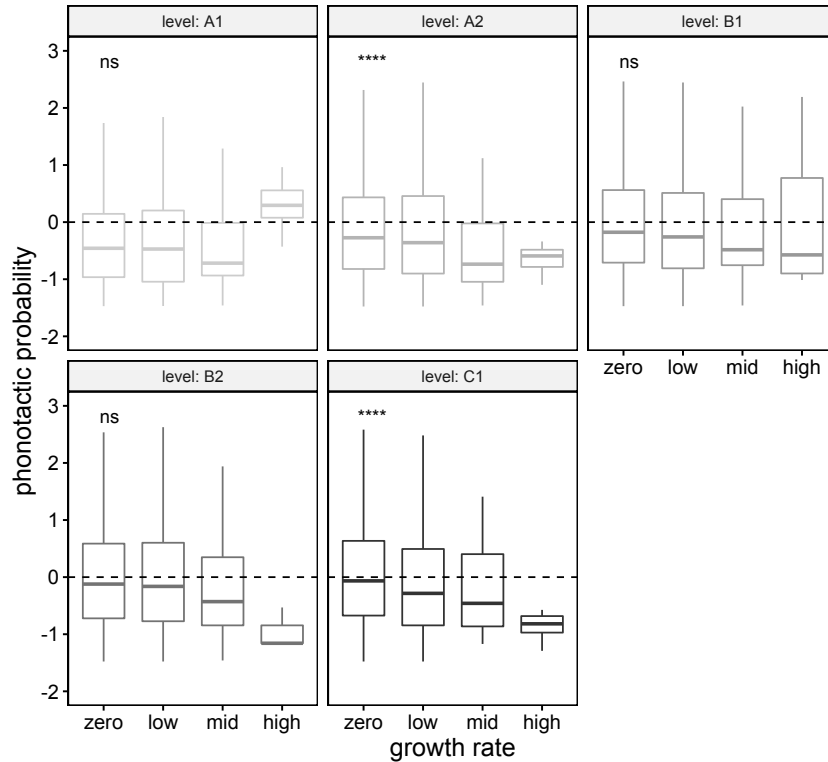 level: A1
level: A2
level: B1
3
2
1
0
-1
-2
ns
****
ns
zero low mid high
level: B2
level: C1
3
2
1
0
-1
-2
ns
****
zero low mid high
zero low mid high
phonotactic probability
growth rate